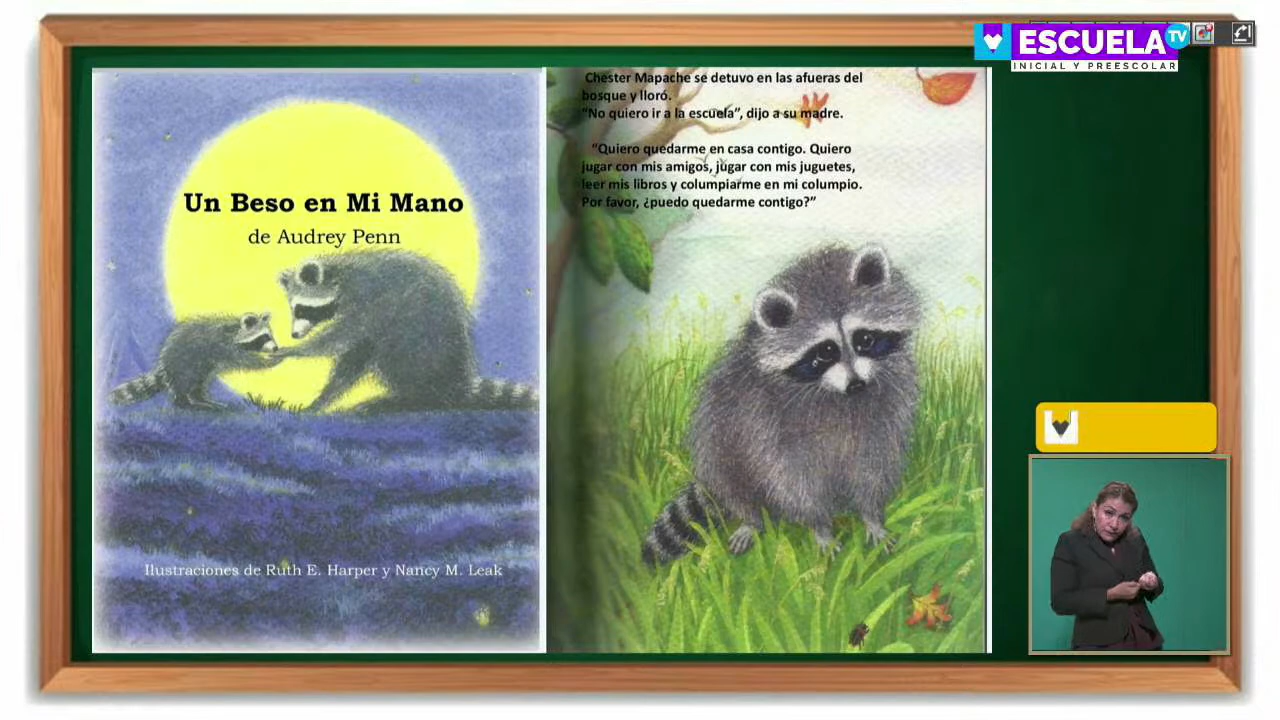 ESCUELA TV
INICIAL Y PREESCOLAR
Un Beso en Mi Mano
de Audrey Penn
Ilustraciones de Ruth E. Harper y Nancy M. Leak
Chester Mapache se detuvo en las afueras del
bosque y lloró.
“No quiero ir a la escuela”, dijo a su madre.
“Quiero quedarme en casa contigo. Quiero
jugar con mis amigos, jugar con mis juguetes,
leer mis libros y columpiarme en mi columpio.
Por favor, ¿puedo quedarme contigo?”